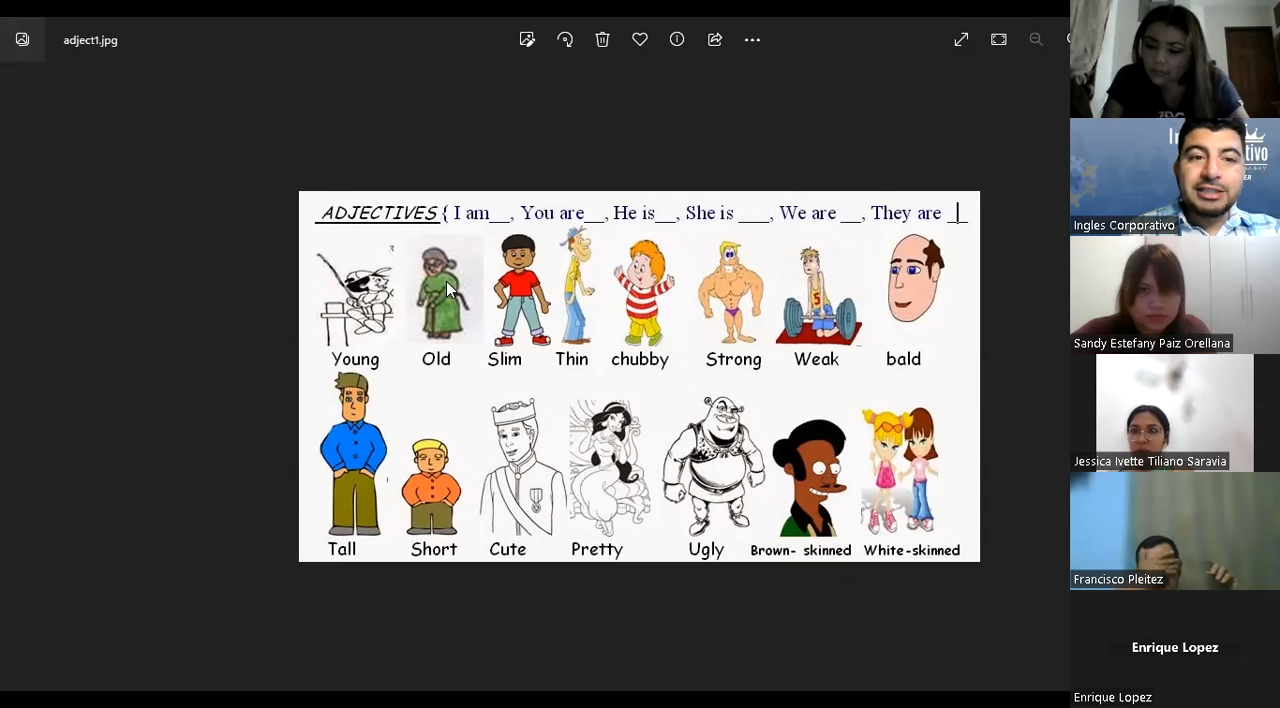 adject1.jpg
ADJECTIVES { I am__, You are__, He is__, She is ___, We are __, They are __
Young Old Slim Thin chubby Strong Weak bald
5
Tall Short Cute Pretty Ugly Brown- skinned White-skinned
Ingles Corporativo
Sandy Estefany Paiz Orellana
Jessica Ivette Tiliano Saravia
Francisco Pleitez
Enrique Lopez
Enrique Lopez